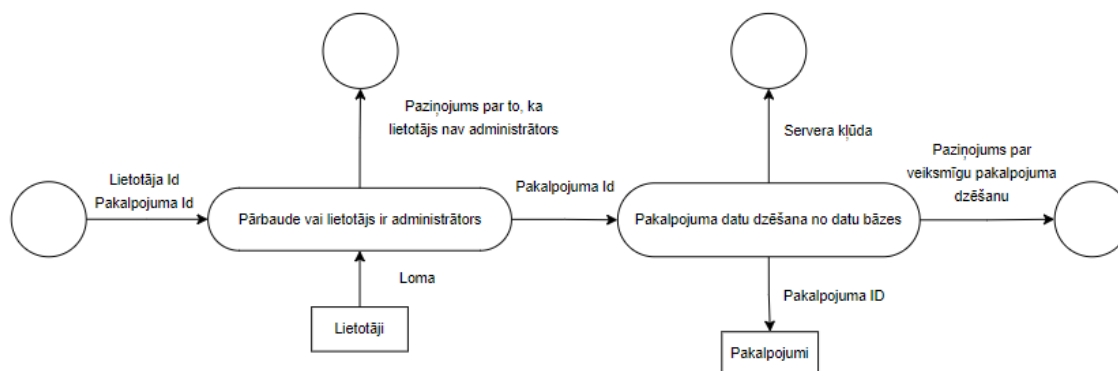 Paziņojums par to, ka
lietotājs nav administrātors
Servera kļūda
Paziņojums par
veiksmīgu pakalpojuma
dzēšanu
Lietotāja Id
Pakalpojuma Id
Pārbaude vai lietotājs ir administrātors
Pakalpojuma Id
Pakalpojuma datu dzēšana no datu bāzes
Loma
Pakalpojuma ID
Lietotāji
Pakalpojumi